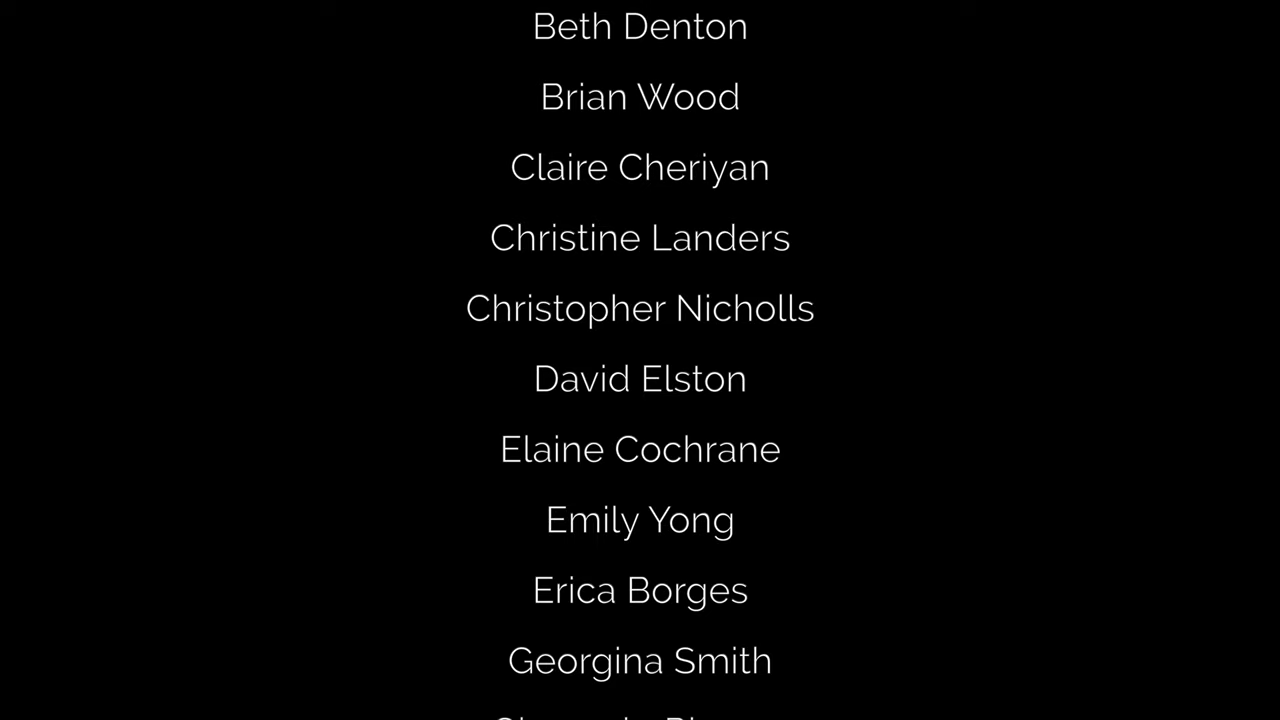 Beth Denton
Brian Wood
Claire Cheriyan
Christine Landers
Christopher Nicholls
David Elston
Elaine Cochrane
Emily Yong
Erica Borges
Georgina Smith